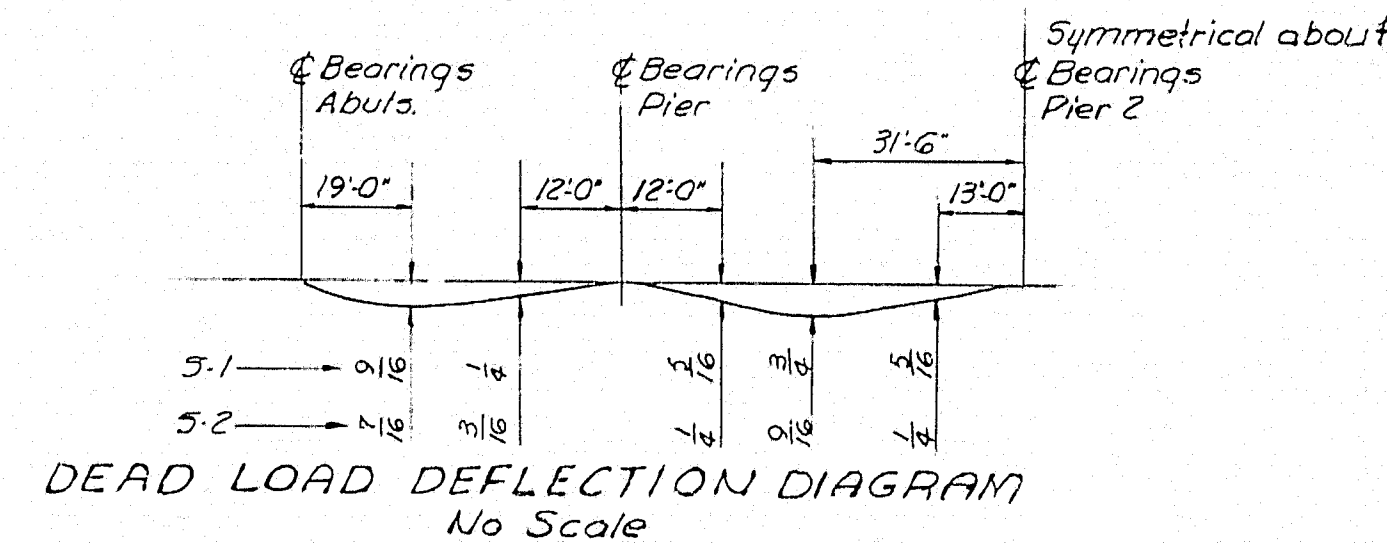 Symmetrical about
℄ Bearings
Abuts.
℄ Bearings
Pier
℄ Bearings
Pier 2
31'-6"
19'-0"
12'-0"
12'-0"
13'-0"
S-1 9/16 1/4 5/16 3/4 5/16
S-2 7/16 3/16 1/4 9/16 1/4
DEAD LOAD DEFLECTION DIAGRAM
No Scale